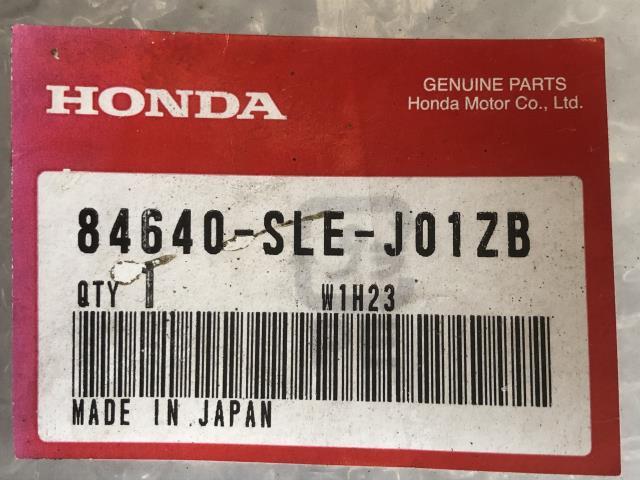 HONDA
GENUINE PARTS
Honda Motor Co., Ltd.
84640-SLE-J01ZB
QTY 1 W1H23
MADE IN JAPAN